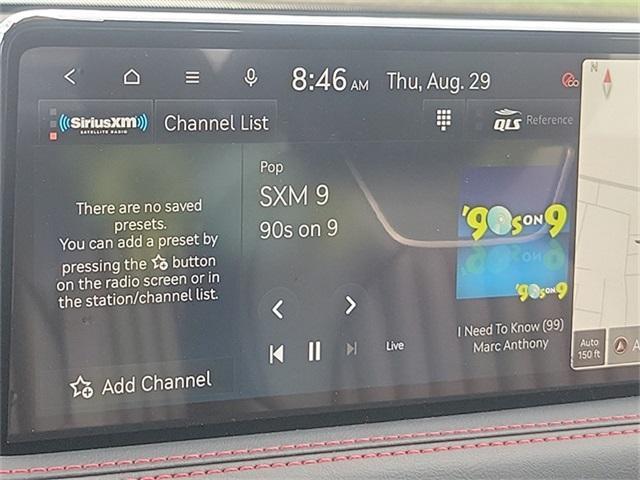 8:46 AM Thu, Aug. 29
SiriusXM
SATELLITE RADIO
Channel List
QLS Reference
N
There are no saved
presets.
You can add a preset by
pressing the button
on the radio screen or in
the station/channel list.
Add Channel
Pop
SXM 9
90s on 9
Live
'90s ON 9
'90s ON 9
I Need To Know (99)
Marc Anthony
Auto
150 ft
A